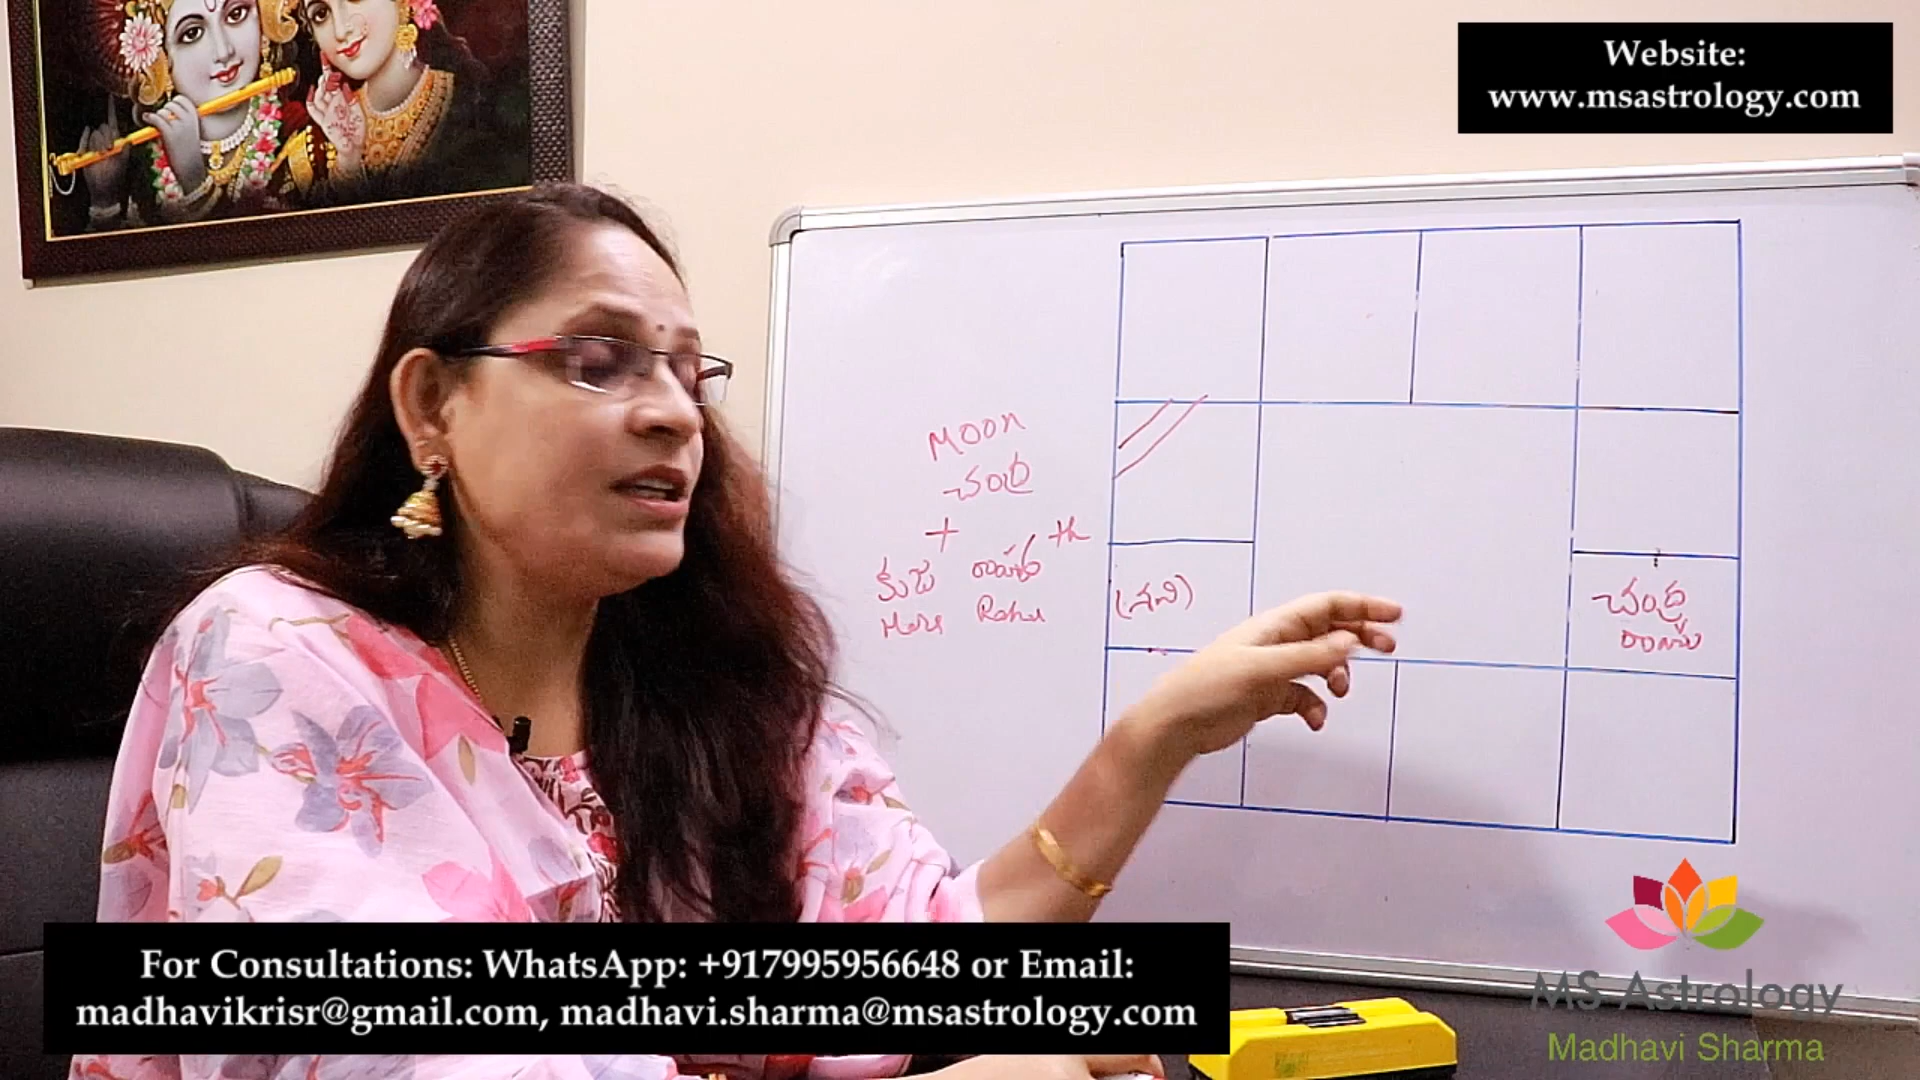 Website:
www.msastrology.com
Moon
చంద్ర
+
కుజ రాహు
Mars Rahu
(శని)
చంద్ర
రాహు
For Consultations: WhatsApp: +917995956648 or Email:
madhavikrisr@gmail.com, madhavi.sharma@msastrology.com
MS Astrology
Madhavi Sharma